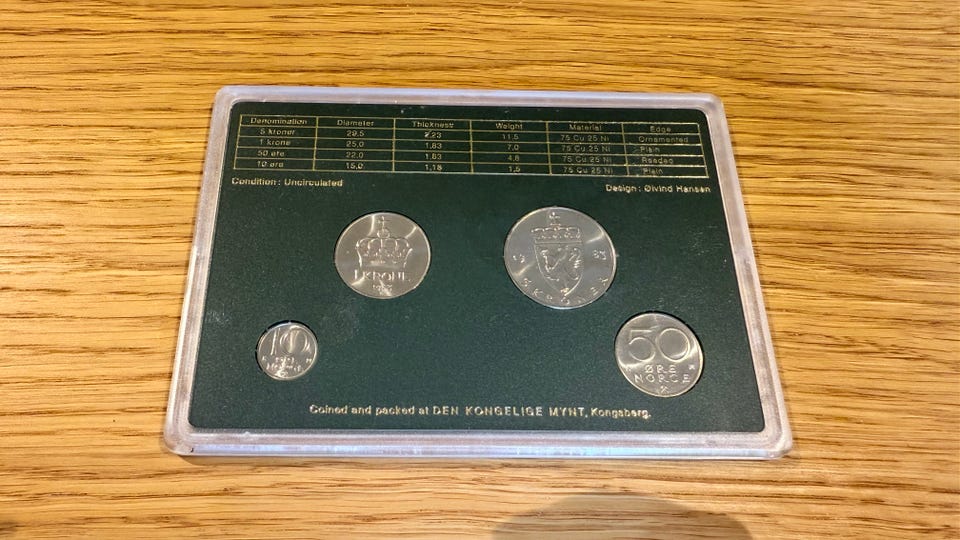 Denomination Diameter Thickness Weight Material Edge
5 kroner 29,5 2,23 11,5 75 Cu 25 Ni Ornamented
1 krone 25,0 1,83 7,0 75 Cu 25 Ni Plain
50 øre 22,0 1,63 4,8 75 Cu 25 Ni Reeded
10 øre 15,0 1,18 1,5 75 Cu 25 Ni Plain
Condition: Uncirculated
Design: Øivind Hansen
1 KRONE
19
5 KRONER
10
ØRE
NORGE
50
ØRE
NORGE
Coined and packed at DEN KONGELIGE MYNT, Kongsberg.